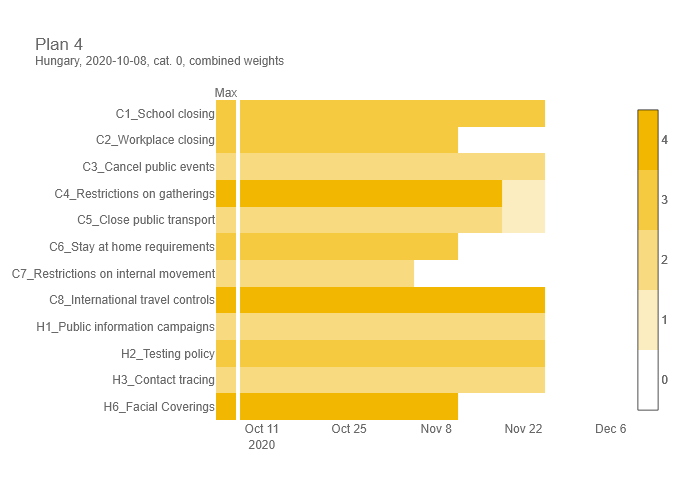 Plan 4
Hungary, 2020-10-08, cat. 0, combined weights
Max
C1_School closing
C2_Workplace closing
C3_Cancel public events
C4_Restrictions on gatherings
C5_Close public transport
C6_Stay at home requirements
C7_Restrictions on internal movement
C8_International travel controls
H1_Public information campaigns
H2_Testing policy
H3_Contact tracing
H6_Facial Coverings
4
3
2
1
0
Oct 11 Oct 25 Nov 8 Nov 22 Dec 6
2020